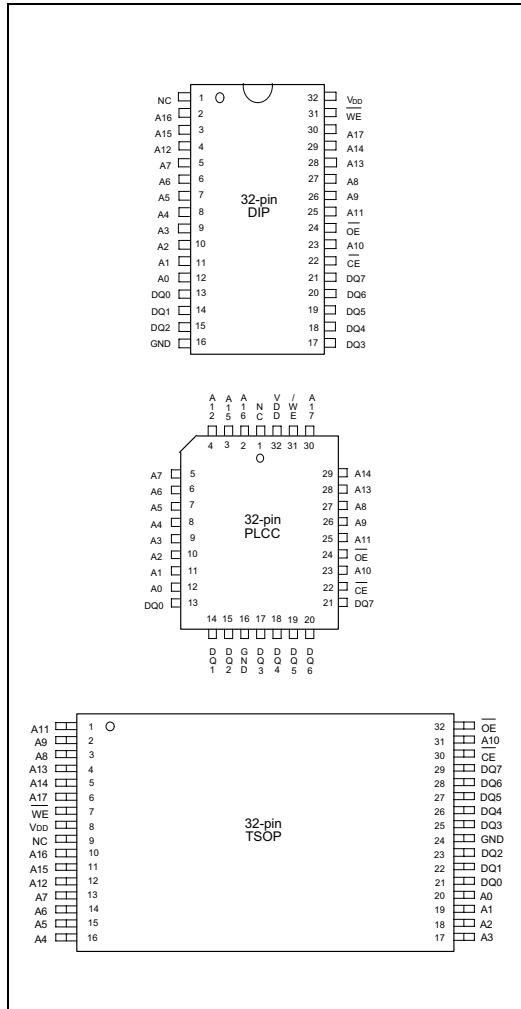 NC 1 32 VDD
A16 2 31 WE
A15 3 30 A17
A12 4 29 A14
A7 5 28 A13
A6 6 27 A8
A5 7 26 A9
A4 8 25 A11
A3 9 24 OE
A2 10 23 A10
A1 11 22 CE
A0 12 21 DQ7
DQ0 13 20 DQ6
DQ1 14 19 DQ5
DQ2 15 18 DQ4
GND 16 17 DQ3
32-pin
DIP
A12 A15 A16 NC VDD /WE A17
4 3 2 1 32 31 30
A7 5 29 A14
A6 6 28 A13
A5 7 27 A8
A4 8 26 A9
A3 9 25 A11
A2 10 24 OE
A1 11 23 A10
A0 12 22 CE
DQ0 13 21 DQ7
32-pin
PLCC
14 15 16 17 18 19 20
DQ1 DQ2 GND DQ3 DQ4 DQ5 DQ6
A11 1 32 OE
A9 2 31 A10
A8 3 30 CE
A13 4 29 DQ7
A14 5 28 DQ6
A17 6 27 DQ5
WE 7 26 DQ4
VDD 8 25 DQ3
NC 9 24 GND
A16 10 23 DQ2
A15 11 22 DQ1
A12 12 21 DQ0
A7 13 20 A0
A6 14 19 A1
A5 15 18 A2
A4 16 17 A3
32-pin
TSOP